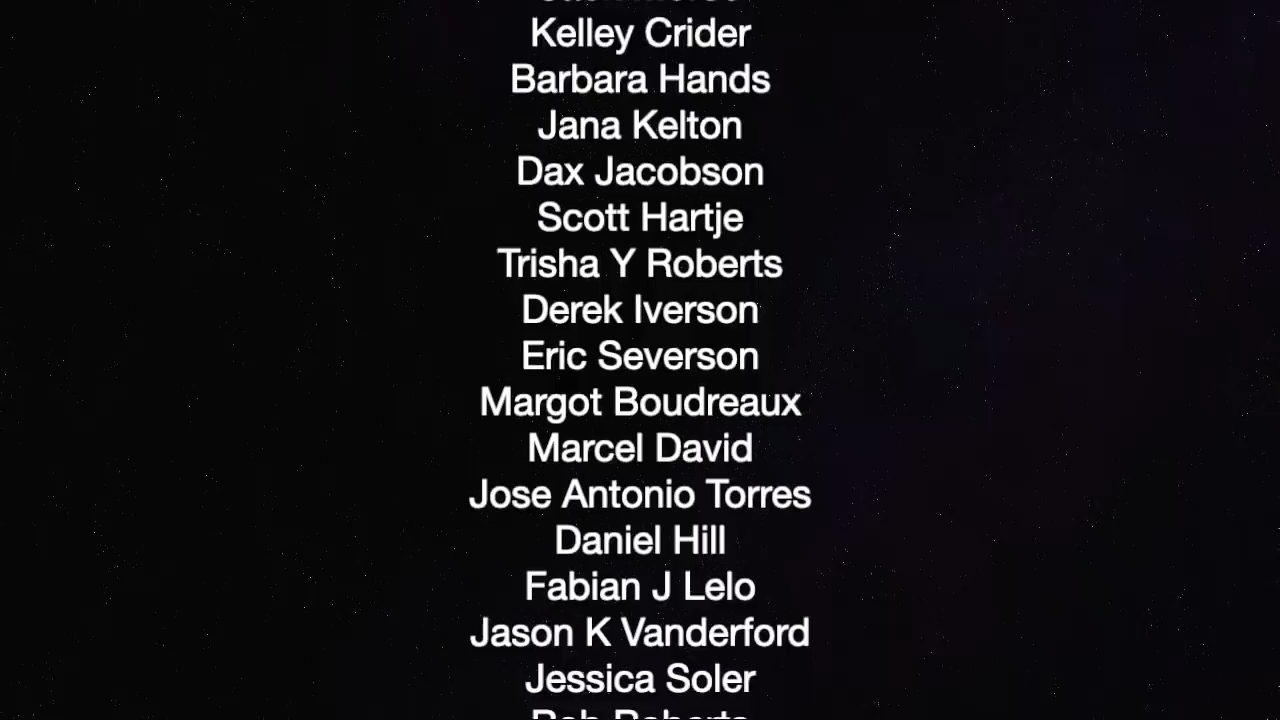 Kelley Crider
Barbara Hands
Jana Kelton
Dax Jacobson
Scott Hartje
Trisha Y Roberts
Derek Iverson
Eric Severson
Margot Boudreaux
Marcel David
Jose Antonio Torres
Daniel Hill
Fabian J Lelo
Jason K Vanderford
Jessica Soler